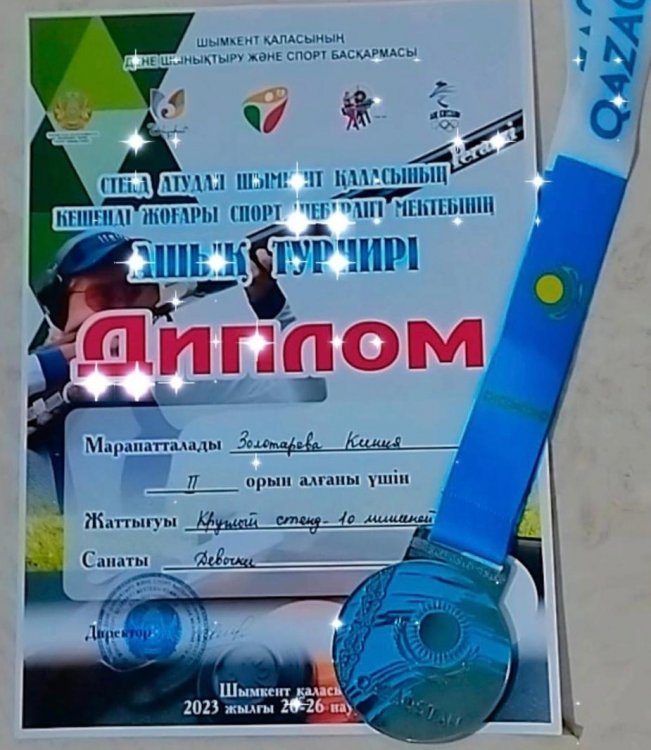 ШЫМКЕНТ ҚАЛАСЫНЫҢ
ДЕНЕ ШЫНЫҚТЫРУ ЖӘНЕ СПОРТ БАСҚАРМАСЫ
СТЕНД АТУДАН ШЫМКЕНТ ҚАЛАСЫНЫҢ
КЕШЕНДІ ЖОҒАРЫ СПОРТ ШЕБЕРЛІГІ МЕКТЕБІНІҢ
АШЫҚ ТУРНИРІ
Диплом
Марапатталады Золотарева Ксения
II орын алғаны үшін
Жаттығуы Круглый стенд - 10 мишеней
Санаты Девочки
Директор
Шымкент қаласы
2023 жылғы
QAZAQ